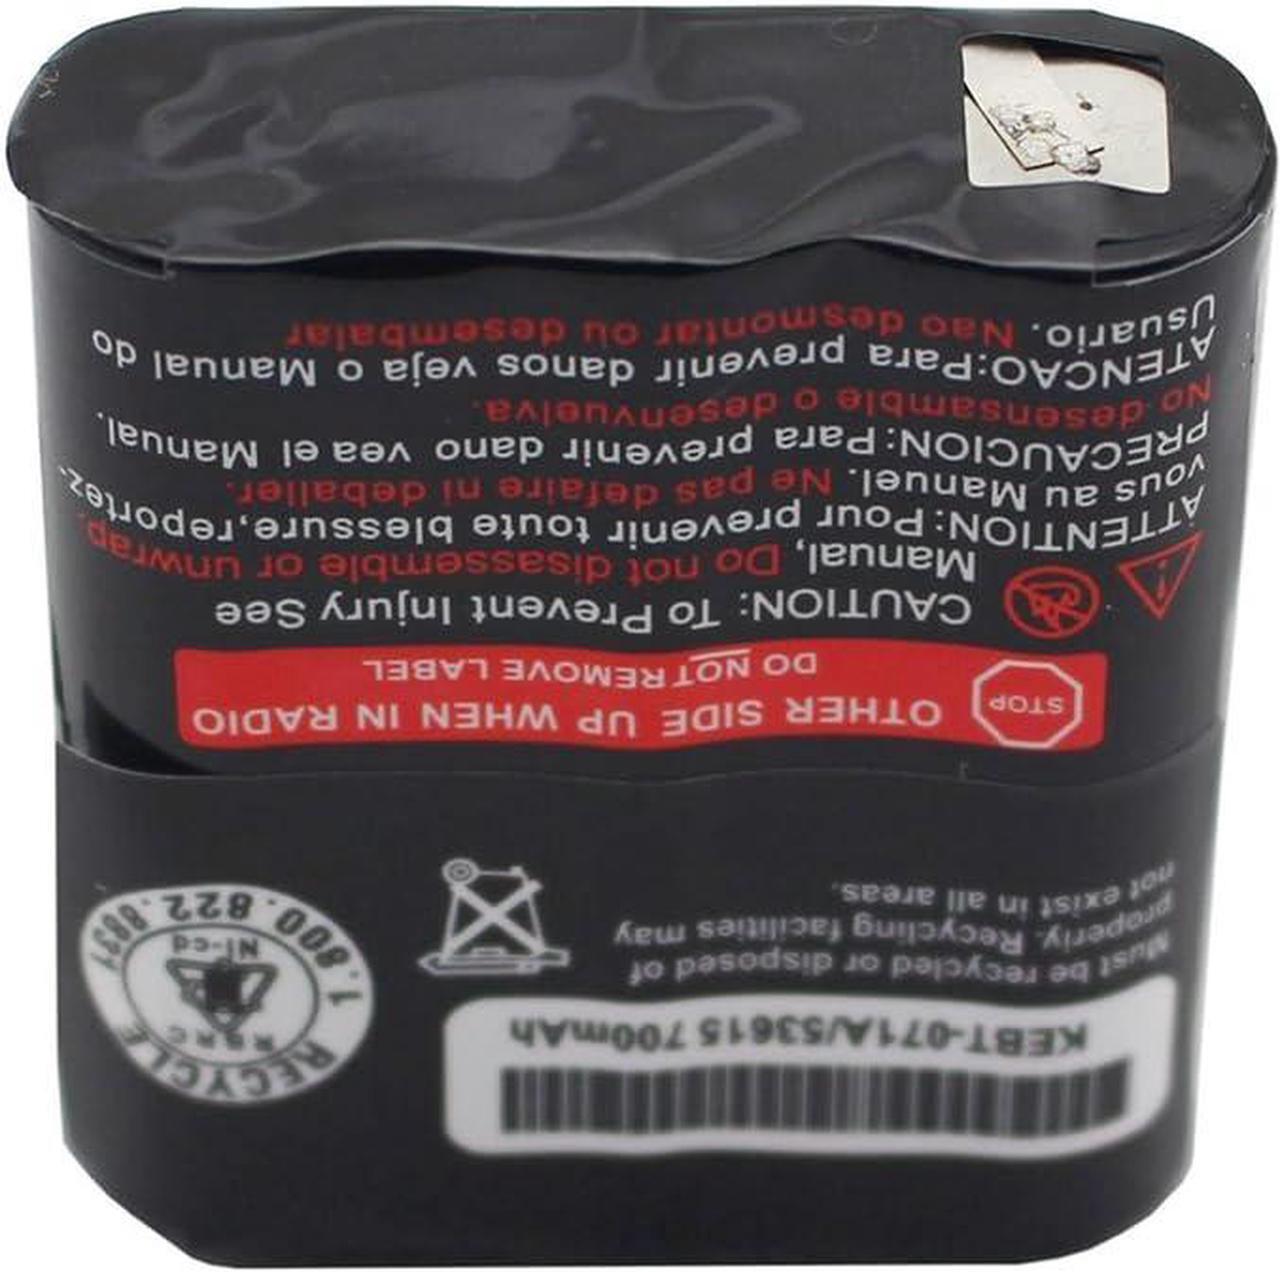 KEBT-071A/53615 700mAh
Must be recycled or disposed of
properly. Recycling facilities may
not exist in all areas.
RECYCLE
RBRC
Ni-cd
1.800.822.8837
STOP
OTHER SIDE UP WHEN IN RADIO
DO NOT REMOVE LABEL
CAUTION: To Prevent Injury See
Manual, Do not disassemble or unwrap.
ATTENTION: Pour prevenir toute blessure,reportez-
vous au Manuel. Ne pas defaire ni deballer.
PRECAUCION: Para prevenir dano vea el Manual.
No desensamble o desenvuelva.
ATENCAO:Para prevenir danos veja o Manual do
Usuario. Nao desmontar ou desembalar